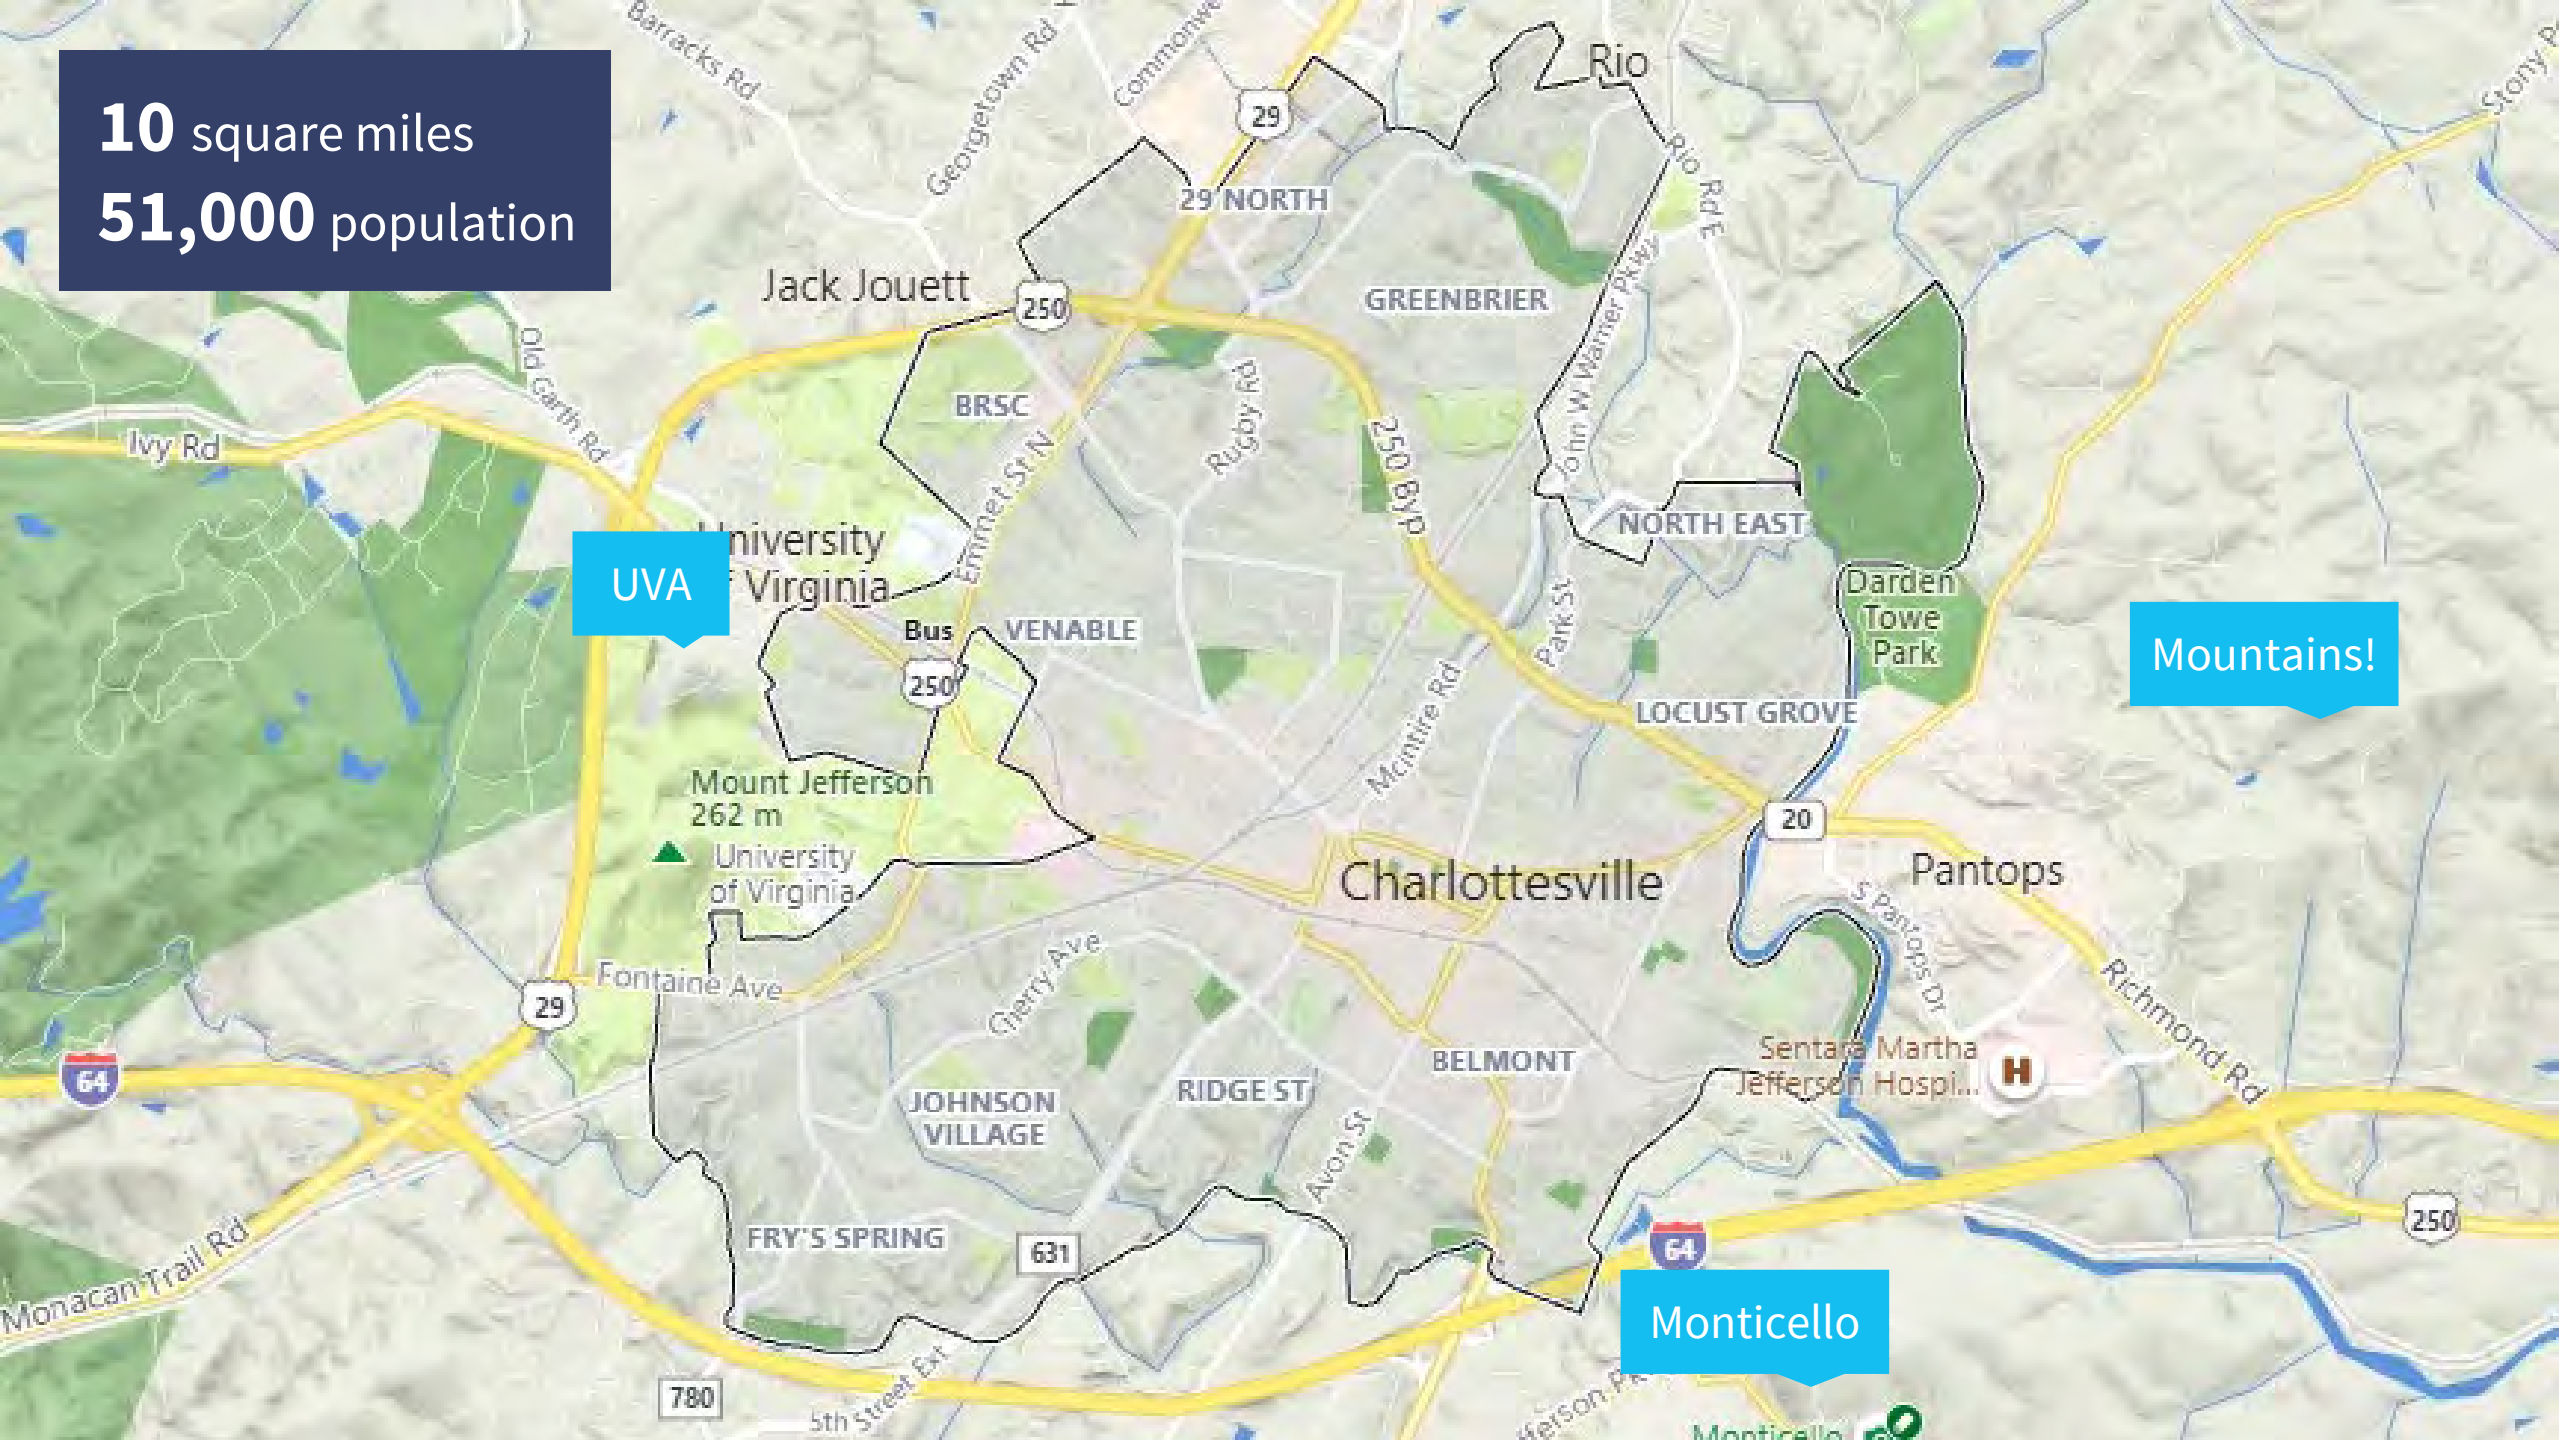 Barracks Rd
Georgetown Rd
Rio
10 square miles
51,000 population
29
29 NORTH
Rio Rd E
Jack Jouett
250
GREENBRIER
John W Warner Pkwy
Old Garth Rd
Ivy Rd
BRSC
Emmet St N
Rugby Rd
250 Byp
NORTH EAST
UVA
of Virginia
Darden
Towe
Park
Bus
250
VENABLE
Park St
McIntire Rd
Mountains!
LOCUST GROVE
Mount Jefferson
262 m
University
of Virginia
20
Charlottesville
Pantops
S Pantops Dr
Fontaine Ave
29
Cherry Ave
Richmond Rd
64
Sentara Martha
Jefferson Hospi...
H
BELMONT
RIDGE ST
JOHNSON
VILLAGE
Avon St
FRY'S SPRING
631
64
250
Monacan Trail Rd
Monticello
780
5th Street Ext
Monticello